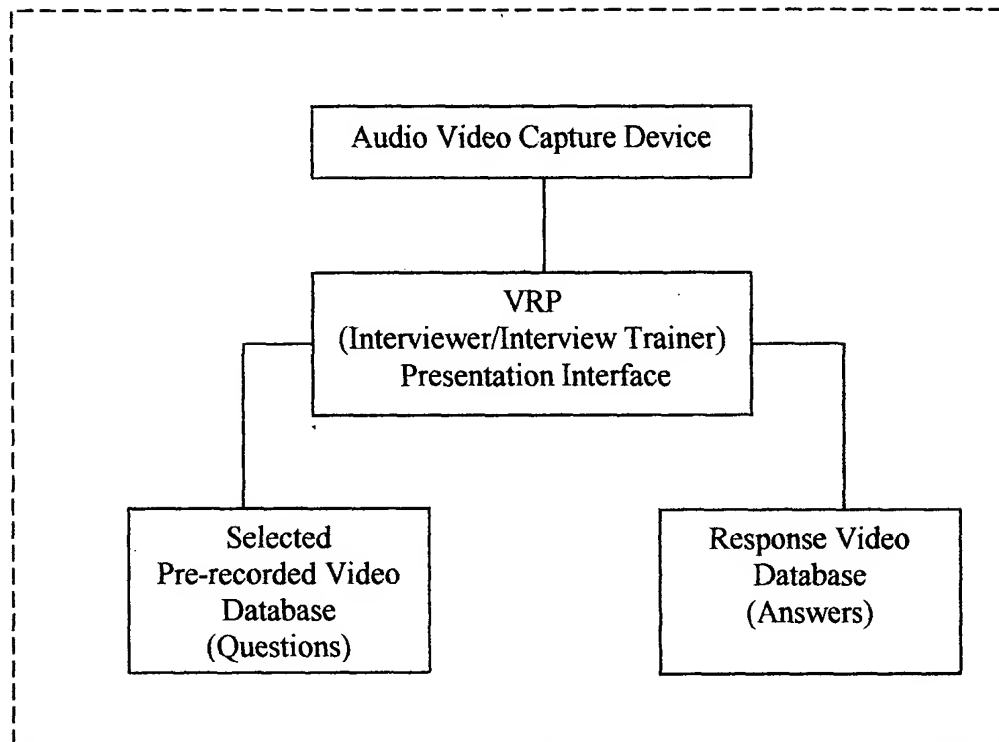 Audio Video Capture Device
VRP
(Interviewer/Interview Trainer)
Presentation Interface
Selected
Pre-recorded Video
Database
(Questions)
Response Video
Database
(Answers)